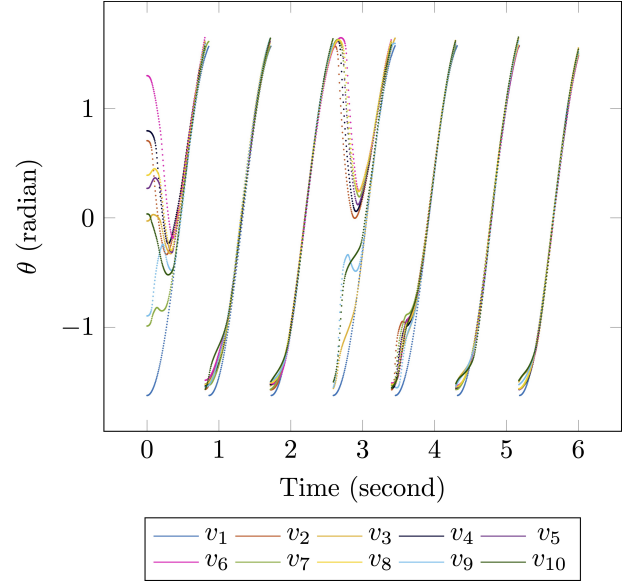 1
0
−1
θ (radian)
0 1 2 3 4 5 6
Time (second)
v1 v2 v3 v4 v5
v6 v7 v8 v9 v10